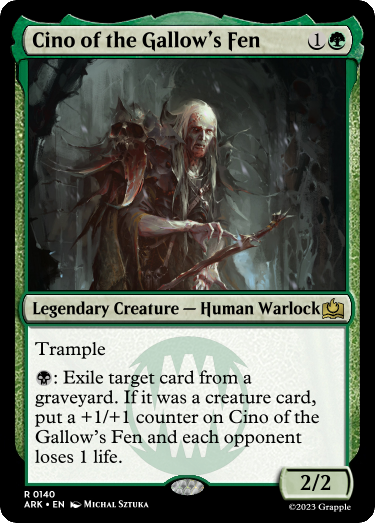 Cino of the Gallow's Fen 1
Legendary Creature — Human Warlock
Trample
: Exile target card from a
graveyard. If it was a creature card,
put a +1/+1 counter on Cino of the
Gallow's Fen and each opponent
loses 1 life.
2/2
R 0140
ARK • EN Michal Sztuka
©2023 Grapple